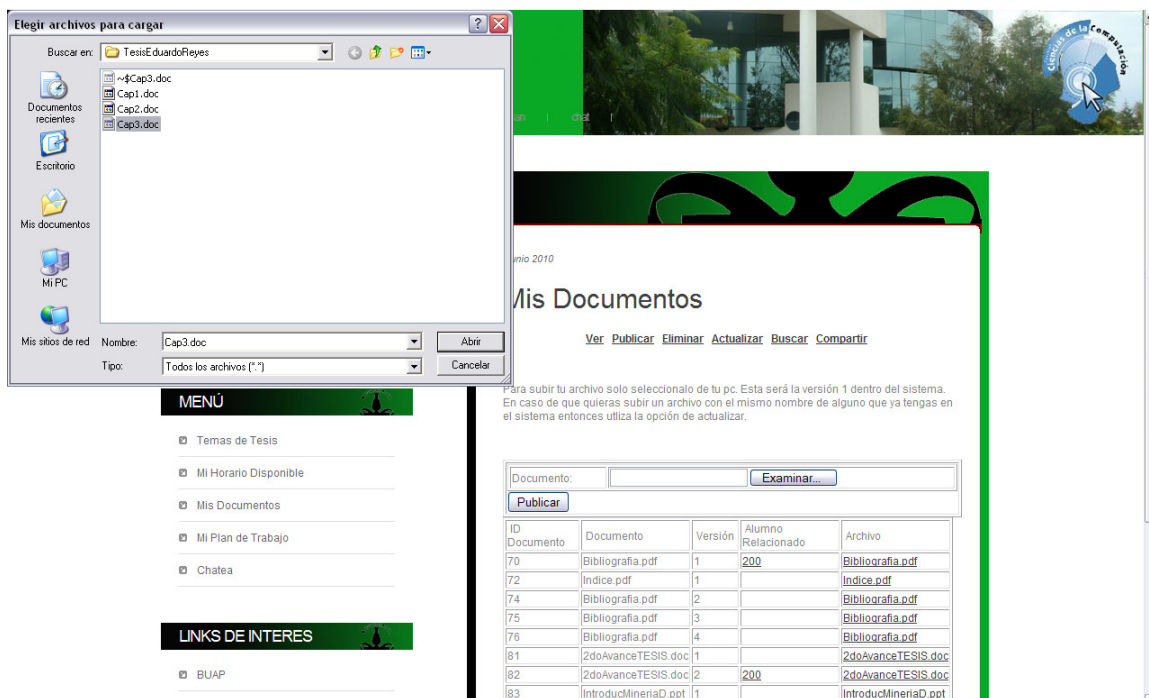 Elegir archivos para cargar
Buscar en:
TesisEduardoReyes
~$Cap3.doc
Cap1.doc
Cap2.doc
Cap3.doc
Documentos
recientes
Escritorio
Mis documentos
Mi PC
Mis sitios de red
Nombre:
Cap3.doc
Abrir
Tipo:
Todos los archivos (*.*)
Cancelar
Ciencias de la Computación
an | chat |
unio 2010
Mis Documentos
Ver Publicar Eliminar Actualizar Buscar Compartir
Para subir tu archivo solo seleccionalo de tu pc. Esta será la versión 1 dentro del sistema.
En caso de que quieras subir un archivo con el mismo nombre de alguno que ya tengas en
el sistema entonces utliza la opción de actualizar.
MENÚ
Temas de Tesis
Mi Horario Disponible
Mis Documentos
Mi Plan de Trabajo
Chatea
LINKS DE INTERES
BUAP
Documento: Examinar...
Publicar
ID Documento Documento Versión Alumno Relacionado Archivo
70 Bibliografia.pdf 1 200 Bibliografia.pdf
72 Indice.pdf 1 Indice.pdf
74 Bibliografia.pdf 2 Bibliografia.pdf
75 Bibliografia.pdf 3 Bibliografia.pdf
76 Bibliografia.pdf 4 Bibliografia.pdf
81 2doAvanceTESIS.doc 1 2doAvanceTESIS.doc
82 2doAvanceTESIS.doc 2 200 2doAvanceTESIS.doc
83 IntroducMineriaD.ppt 1 IntroducMineriaD.ppt